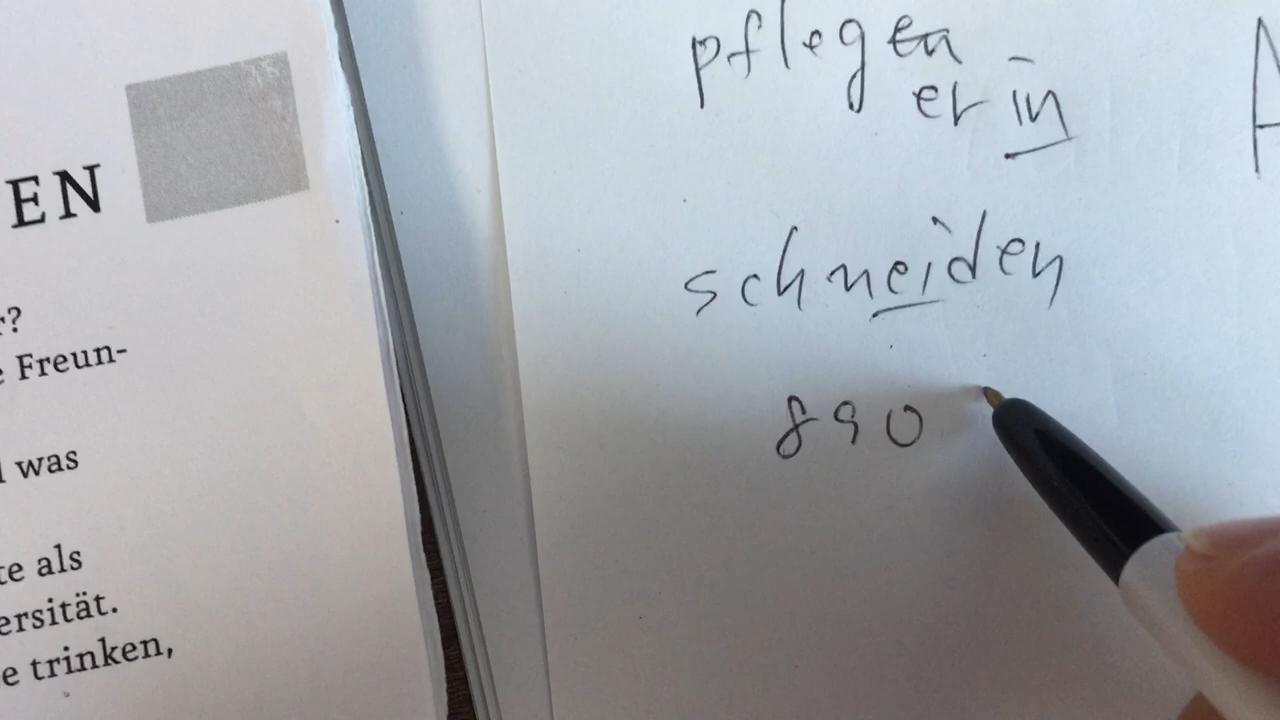 EN
r?
e Freun-
l was
te als
ersität.
e trinken,
pflegen
er in
schneiden
890
A